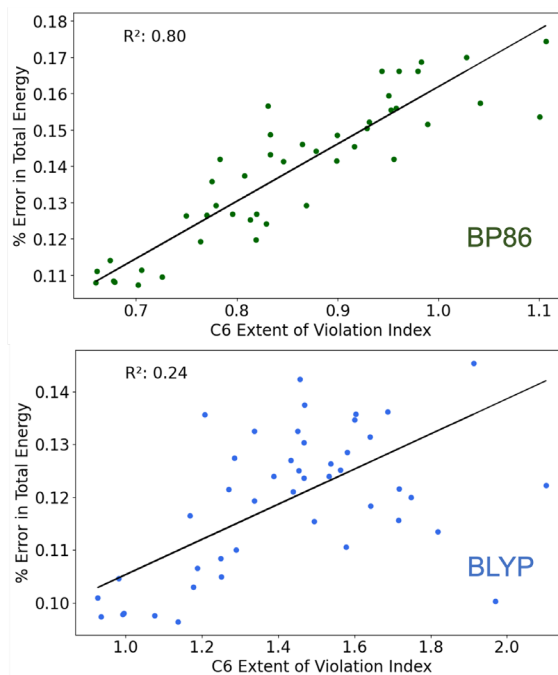 0.18
R²: 0.80
0.17
0.16
0.15
0.14
0.13
0.12
0.11
% Error in Total Energy
BP86
0.7 0.8 0.9 1.0 1.1
C6 Extent of Violation Index
R²: 0.24
0.14
0.13
0.12
0.11
0.10
% Error in Total Energy
BLYP
1.0 1.2 1.4 1.6 1.8 2.0
C6 Extent of Violation Index